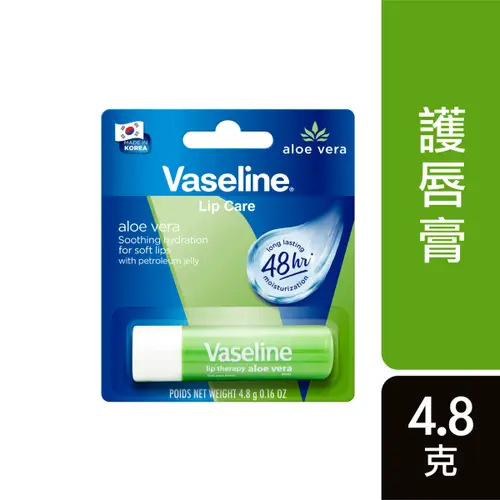 MADE IN
KOREA
aloe vera
Vaseline®
Lip Care
aloe vera
Soothing hydration
for soft lips
with petroleum jelly
long lasting
48hr
moisturization
Vaseline
lip therapy aloe vera
POIDS NET WEIGHT 4.8 g 0.16 OZ
護唇膏
4.8
克